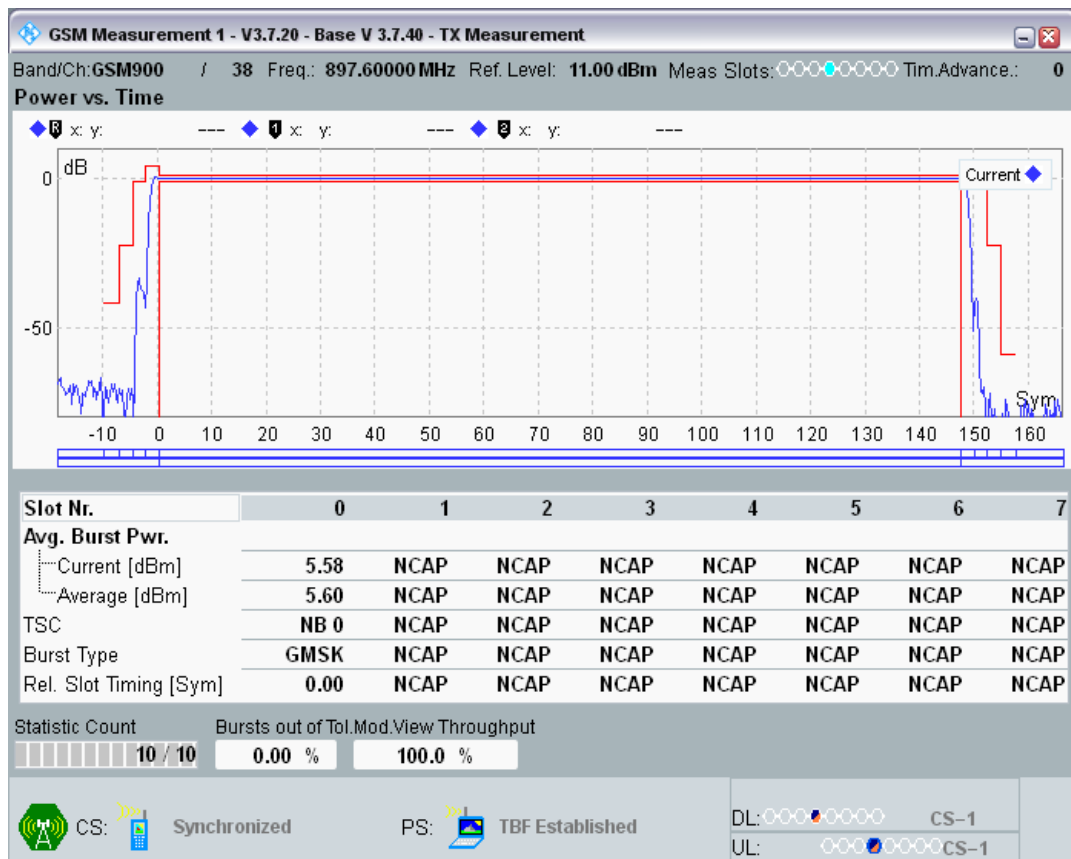 GSM Measurement 1 - V3.7.20 - Base V 3.7.40 - TX Measurement
Band/Ch:GSM900 / 38 Freq.: 897.60000 MHz Ref. Level: 11.00 dBm Meas Slots: Tim.Advance.: 0
Power vs. Time
R x: y: --- 1 x: y: --- 2 x: y: ---
dB
Current
0
-50
Sym
-10 0 10 20 30 40 50 60 70 80 90 100 110 120 130 140 150 160
Slot Nr. 0 1 2 3 4 5 6 7
Avg. Burst Pwr.
Current [dBm] 5.58 NCAP NCAP NCAP NCAP NCAP NCAP NCAP
Average [dBm] 5.60 NCAP NCAP NCAP NCAP NCAP NCAP NCAP
TSC NB 0 NCAP NCAP NCAP NCAP NCAP NCAP NCAP
Burst Type GMSK NCAP NCAP NCAP NCAP NCAP NCAP NCAP
Rel. Slot Timing [Sym] 0.00 NCAP NCAP NCAP NCAP NCAP NCAP NCAP
Statistic Count Bursts out of Tol.Mod.View Throughput
10 / 10 0.00 % 100.0 %
CS: Synchronized PS: TBF Established
DL: CS-1
UL: CS-1